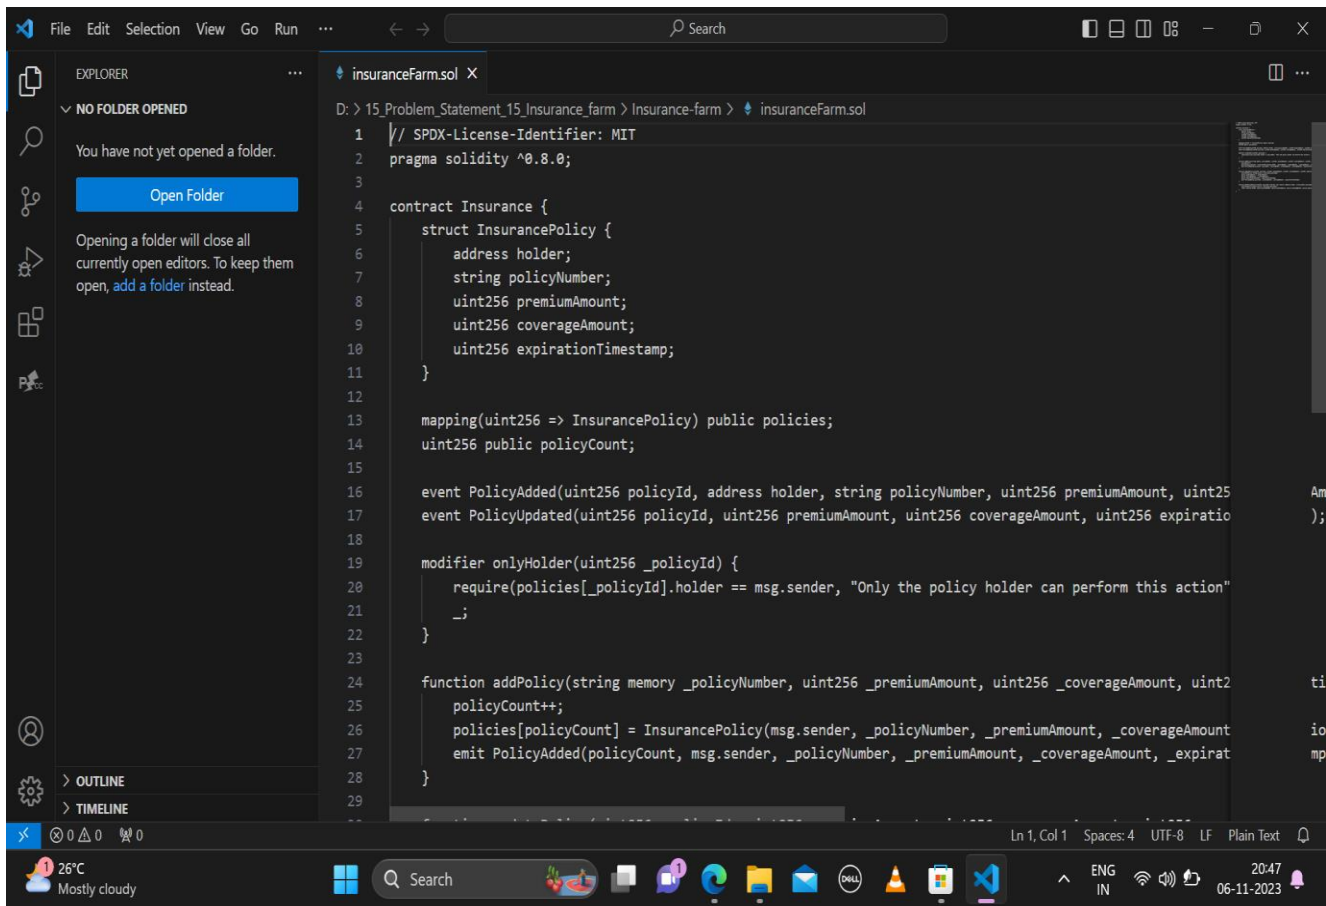 File Edit Selection View Go Run ··· Search
EXPLORER ···
NO FOLDER OPENED
You have not yet opened a folder.
Open Folder
Opening a folder will close all
currently open editors. To keep them
open, add a folder instead.
OUTLINE
TIMELINE
insuranceFarm.sol
D: > 15_Problem_Statement_15_Insurance_farm > Insurance-farm > insuranceFarm.sol
1 // SPDX-License-Identifier: MIT
2 pragma solidity ^0.8.0;
3
4 contract Insurance {
5 struct InsurancePolicy {
6 address holder;
7 string policyNumber;
8 uint256 premiumAmount;
9 uint256 coverageAmount;
10 uint256 expirationTimestamp;
11 }
12
13 mapping(uint256 => InsurancePolicy) public policies;
14 uint256 public policyCount;
15
16 event PolicyAdded(uint256 policyId, address holder, string policyNumber, uint256 premiumAmount, uint25 Am
17 event PolicyUpdated(uint256 policyId, uint256 premiumAmount, uint256 coverageAmount, uint256 expiratio );
18
19 modifier onlyHolder(uint256 _policyId) {
20 require(policies[_policyId].holder == msg.sender, "Only the policy holder can perform this action"
21 _;
22 }
23
24 function addPolicy(string memory _policyNumber, uint256 _premiumAmount, uint256 _coverageAmount, uint2 ti
25 policyCount++;
26 policies[policyCount] = InsurancePolicy(msg.sender, _policyNumber, _premiumAmount, _coverageAmount io
27 emit PolicyAdded(policyCount, msg.sender, _policyNumber, _premiumAmount, _coverageAmount, _expirat mp
28 }
29
0 0 0 Ln 1, Col 1 Spaces: 4 UTF-8 LF Plain Text
1 26°C
Mostly cloudy
Search
1
DELL
ENG
IN
20:47
06-11-2023